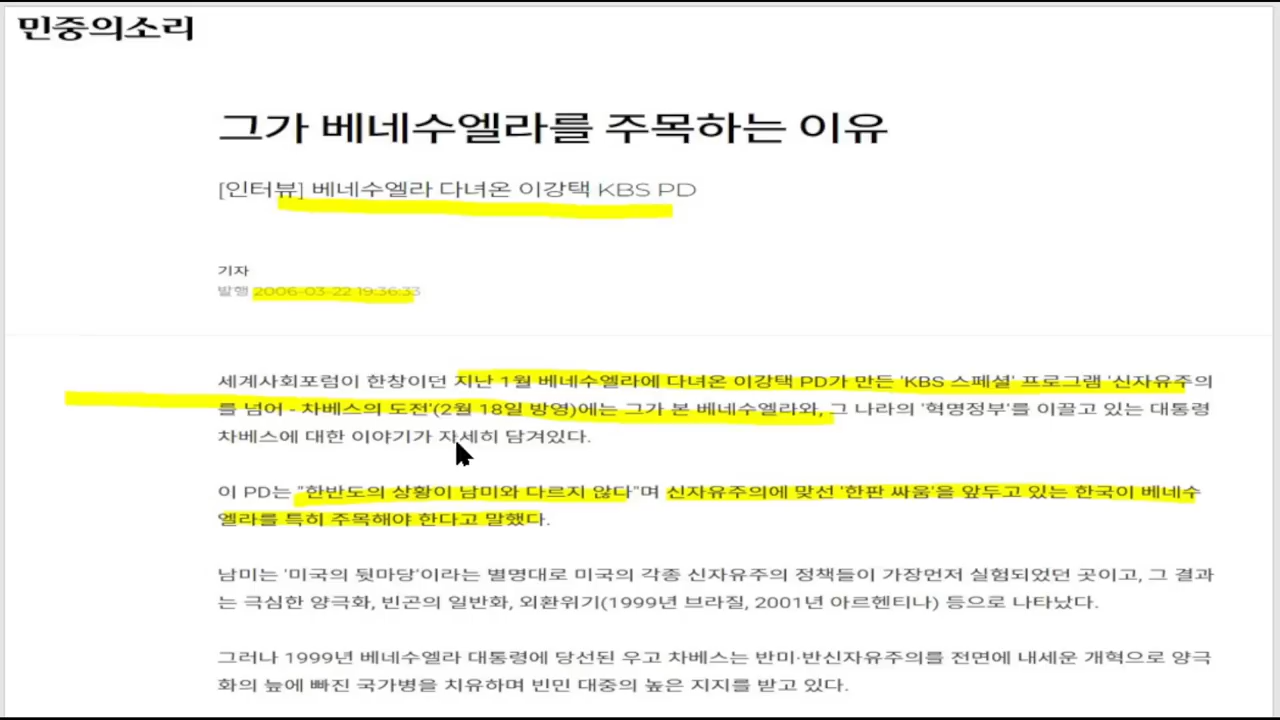 민중의소리
그가 베네수엘라를 주목하는 이유
[인터뷰] 베네수엘라 다녀온 이강택 KBS PD
기자
발행 2006-03-22 19:36:33
세계사회포럼이 한창이던 지난 1월 베네수엘라에 다녀온 이강택 PD가 만든 'KBS 스페셜' 프로그램 '신자유주의
를 넘어 - 차베스의 도전'(2월 18일 방영)에는 그가 본 베네수엘라와, 그 나라의 '혁명정부'를 이끌고 있는 대통령
차베스에 대한 이야기가 자세히 담겨있다.
이 PD는 "한반도의 상황이 남미와 다르지 않다"며 신자유주의에 맞선 '한판 싸움'을 앞두고 있는 한국이 베네수
엘라를 특히 주목해야 한다고 말했다.
남미는 '미국의 뒷마당'이라는 별명대로 미국의 각종 신자유주의 정책들이 가장먼저 실험되었던 곳이고, 그 결과
는 극심한 양극화, 빈곤의 일반화, 외환위기(1999년 브라질, 2001년 아르헨티나) 등으로 나타났다.
그러나 1999년 베네수엘라 대통령에 당선된 우고 차베스는 반미·반신자유주의를 전면에 내세운 개혁으로 양극
화의 늪에 빠진 국가병을 치유하며 빈민 대중의 높은 지지를 받고 있다.